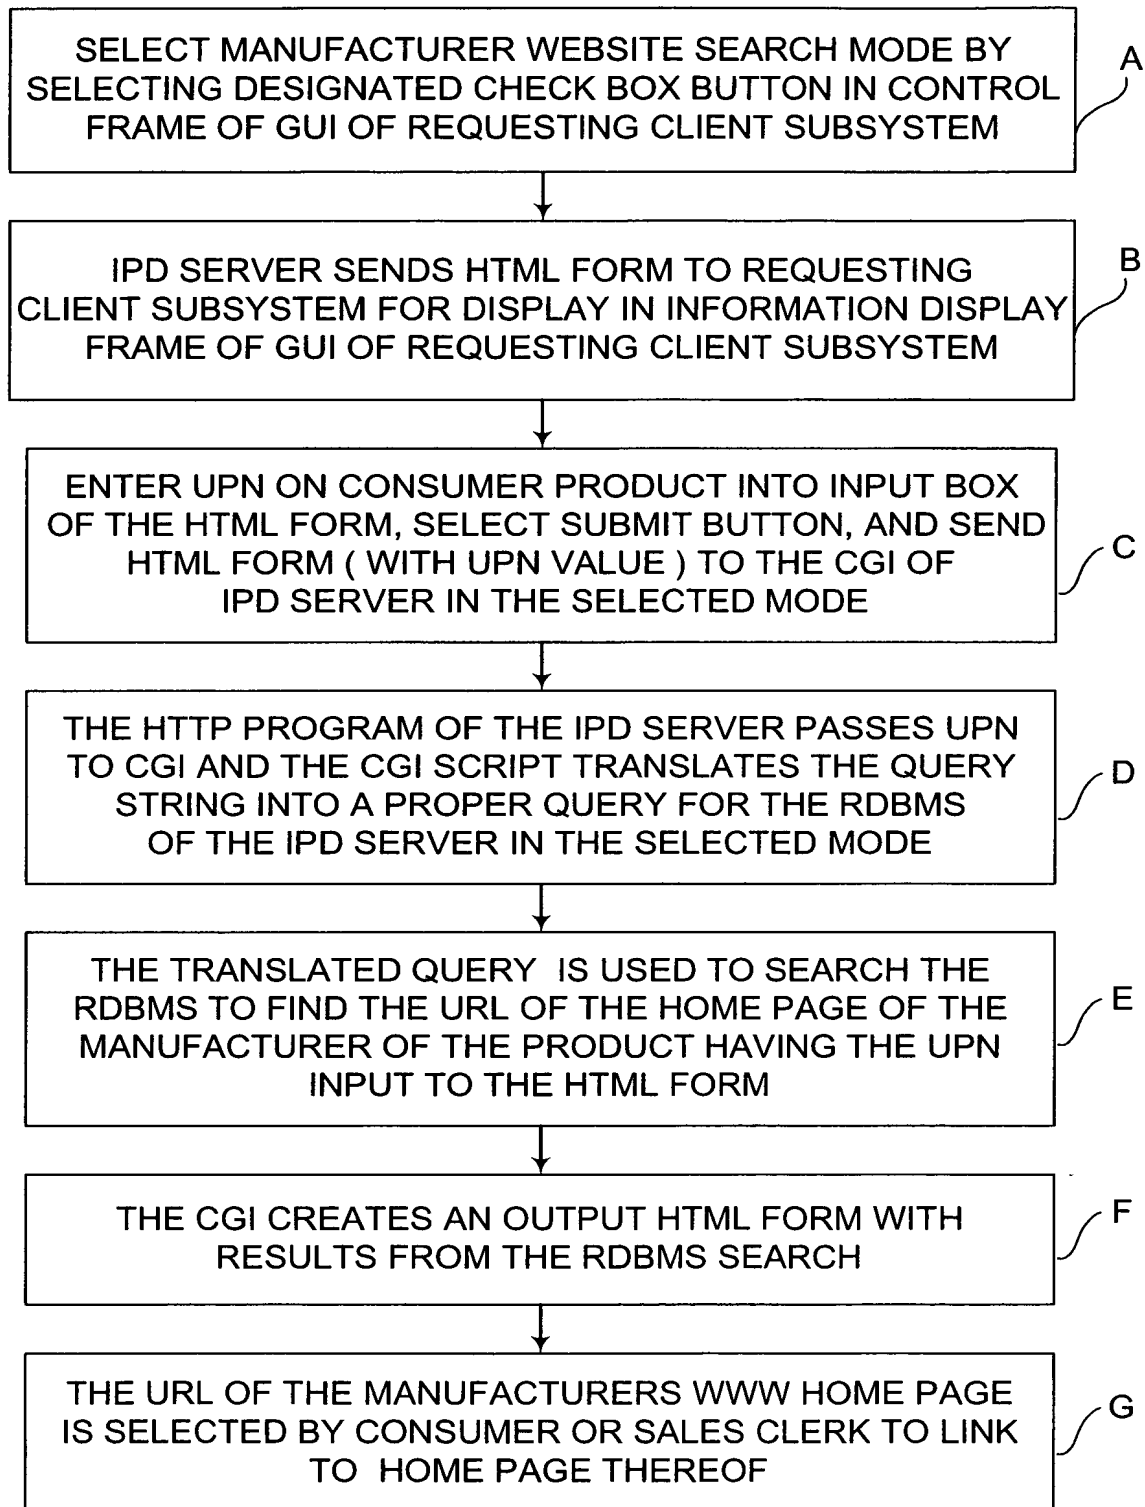 SELECT MANUFACTURER WEBSITE SEARCH MODE BY
SELECTING DESIGNATED CHECK BOX BUTTON IN CONTROL
FRAME OF GUI OF REQUESTING CLIENT SUBSYSTEM
A
IPD SERVER SENDS HTML FORM TO REQUESTING
CLIENT SUBSYSTEM FOR DISPLAY IN INFORMATION DISPLAY
FRAME OF GUI OF REQUESTING CLIENT SUBSYSTEM
B
ENTER UPN ON CONSUMER PRODUCT INTO INPUT BOX
OF THE HTML FORM, SELECT SUBMIT BUTTON, AND SEND
HTML FORM ( WITH UPN VALUE ) TO THE CGI OF
IPD SERVER IN THE SELECTED MODE
C
THE HTTP PROGRAM OF THE IPD SERVER PASSES UPN
TO CGI AND THE CGI SCRIPT TRANSLATES THE QUERY
STRING INTO A PROPER QUERY FOR THE RDBMS
OF THE IPD SERVER IN THE SELECTED MODE
D
THE TRANSLATED QUERY IS USED TO SEARCH THE
RDBMS TO FIND THE URL OF THE HOME PAGE OF THE
MANUFACTURER OF THE PRODUCT HAVING THE UPN
INPUT TO THE HTML FORM
E
THE CGI CREATES AN OUTPUT HTML FORM WITH
RESULTS FROM THE RDBMS SEARCH
F
THE URL OF THE MANUFACTURERS WWW HOME PAGE
IS SELECTED BY CONSUMER OR SALES CLERK TO LINK
TO HOME PAGE THEREOF
G